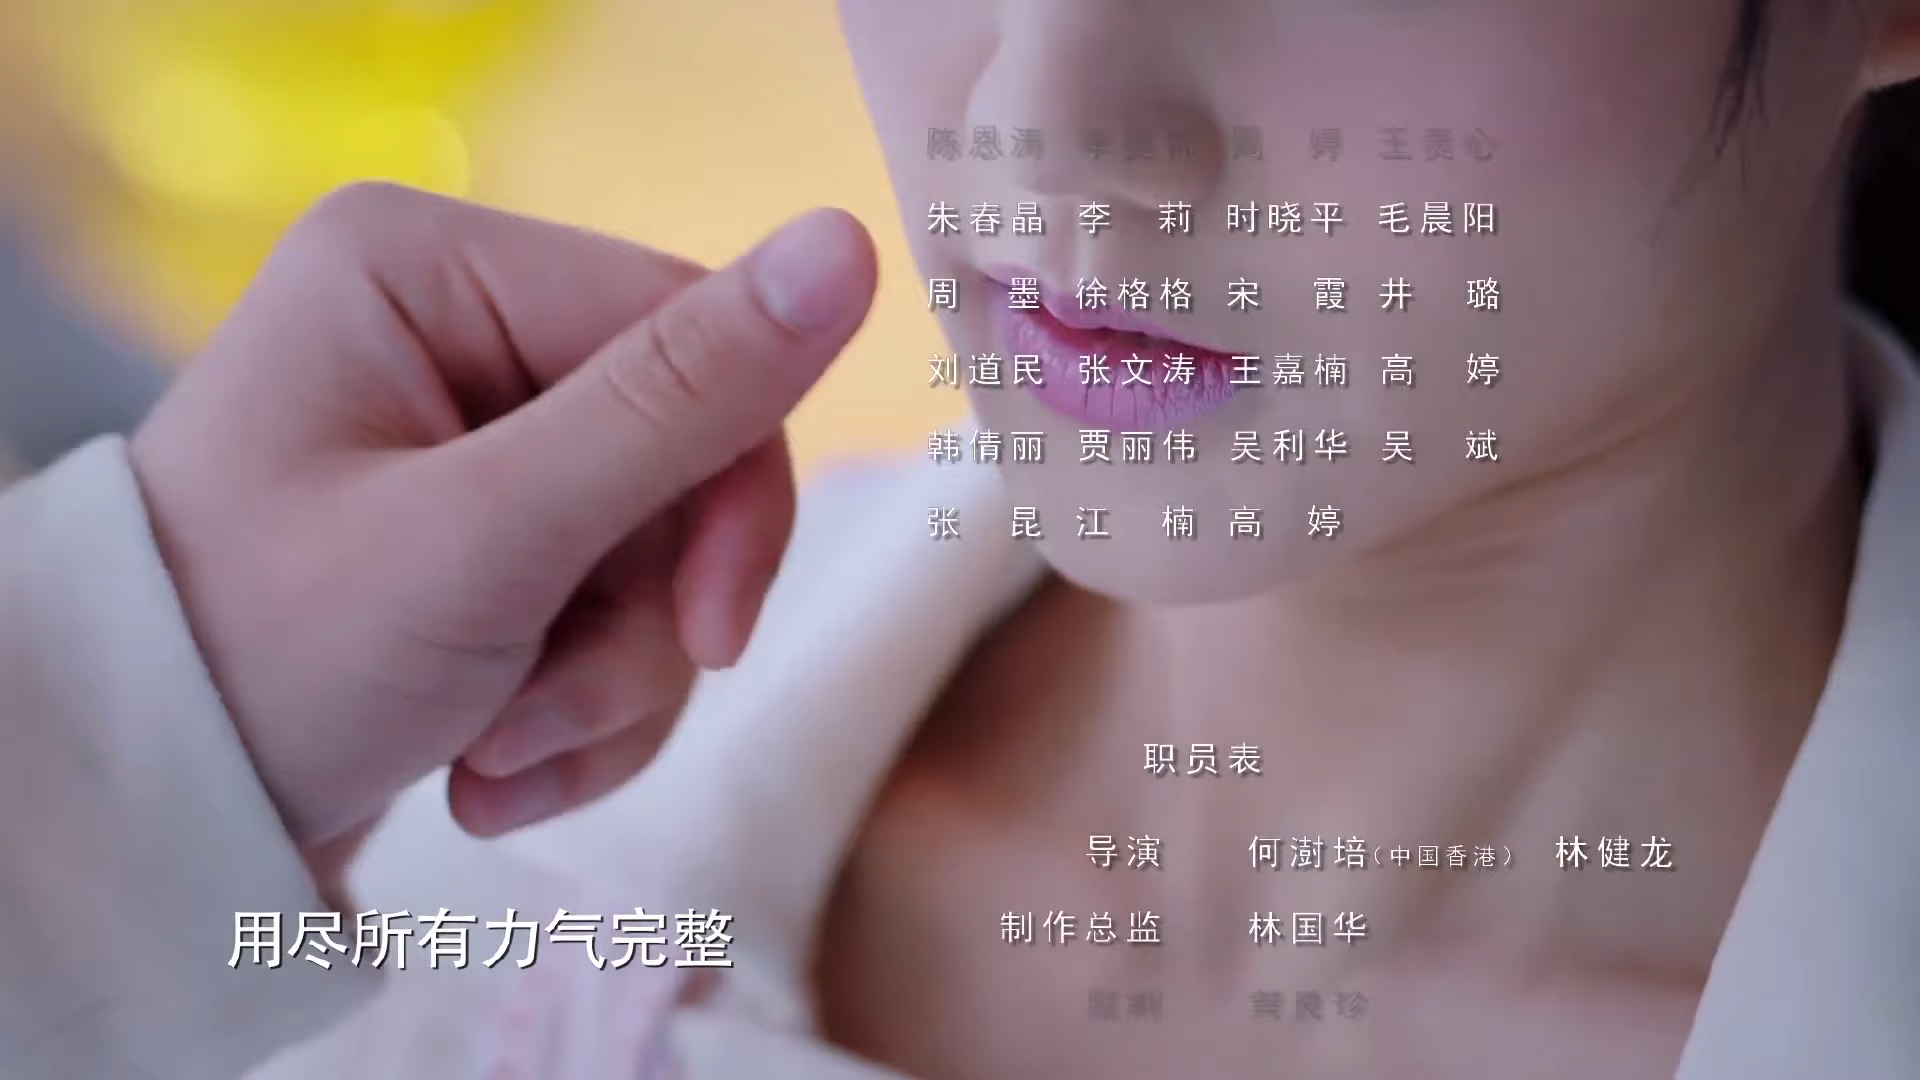 朱春晶 李莉 时晓平 毛晨阳
周墨 徐格格 宋霞 井璐
刘道民 张文涛 王嘉楠 高婷
韩倩丽 贾丽伟 吴利华 吴斌
张昆 江楠 高婷
职员表
导演 何澍培(中国香港) 林健龙
制作总监 林国华
用尽所有力气完整